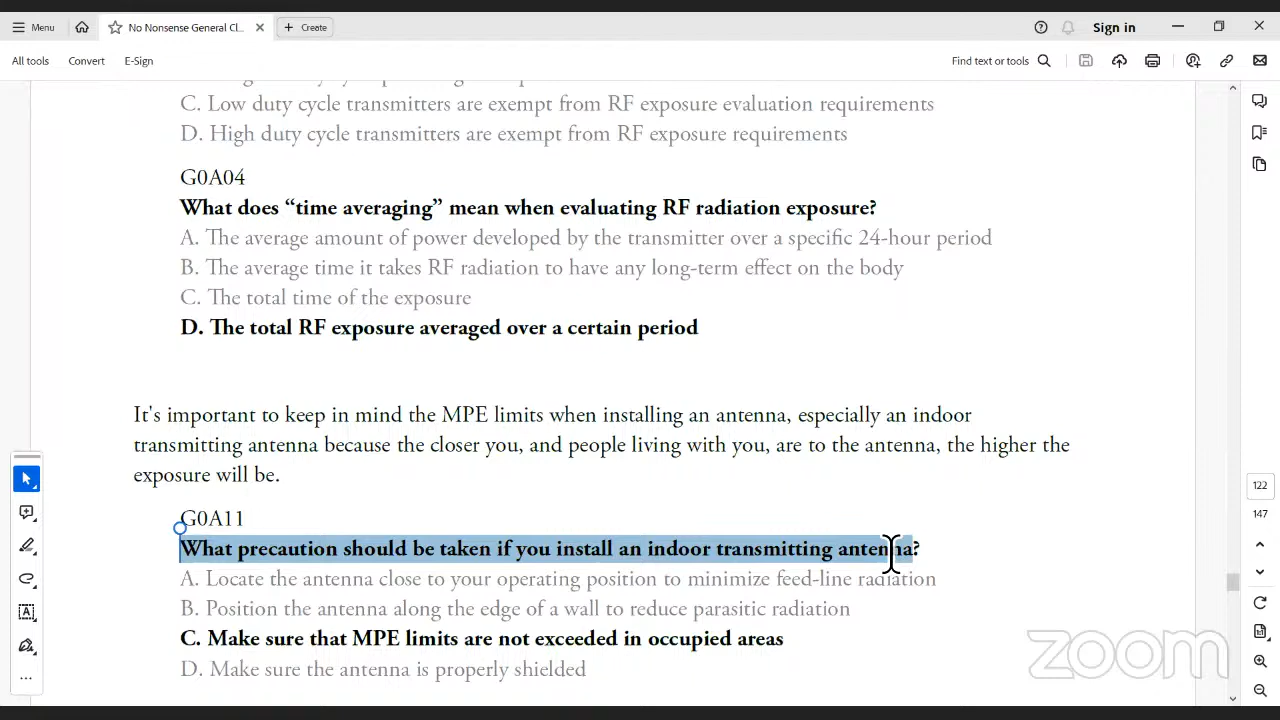 Menu
No Nonsense General Cl...
Create
Sign in
All tools
Convert
E-Sign
Find text or tools
C. Low duty cycle transmitters are exempt from RF exposure evaluation requirements
D. High duty cycle transmitters are exempt from RF exposure requirements
G0A04
What does “time averaging” mean when evaluating RF radiation exposure?
A. The average amount of power developed by the transmitter over a specific 24-hour period
B. The average time it takes RF radiation to have any long-term effect on the body
C. The total time of the exposure
D. The total RF exposure averaged over a certain period
It's important to keep in mind the MPE limits when installing an antenna, especially an indoor
transmitting antenna because the closer you, and people living with you, are to the antenna, the higher the
exposure will be.
G0A11
What precaution should be taken if you install an indoor transmitting antenna?
A. Locate the antenna close to your operating position to minimize feed-line radiation
B. Position the antenna along the edge of a wall to reduce parasitic radiation
C. Make sure that MPE limits are not exceeded in occupied areas
D. Make sure the antenna is properly shielded
122
147
zoom